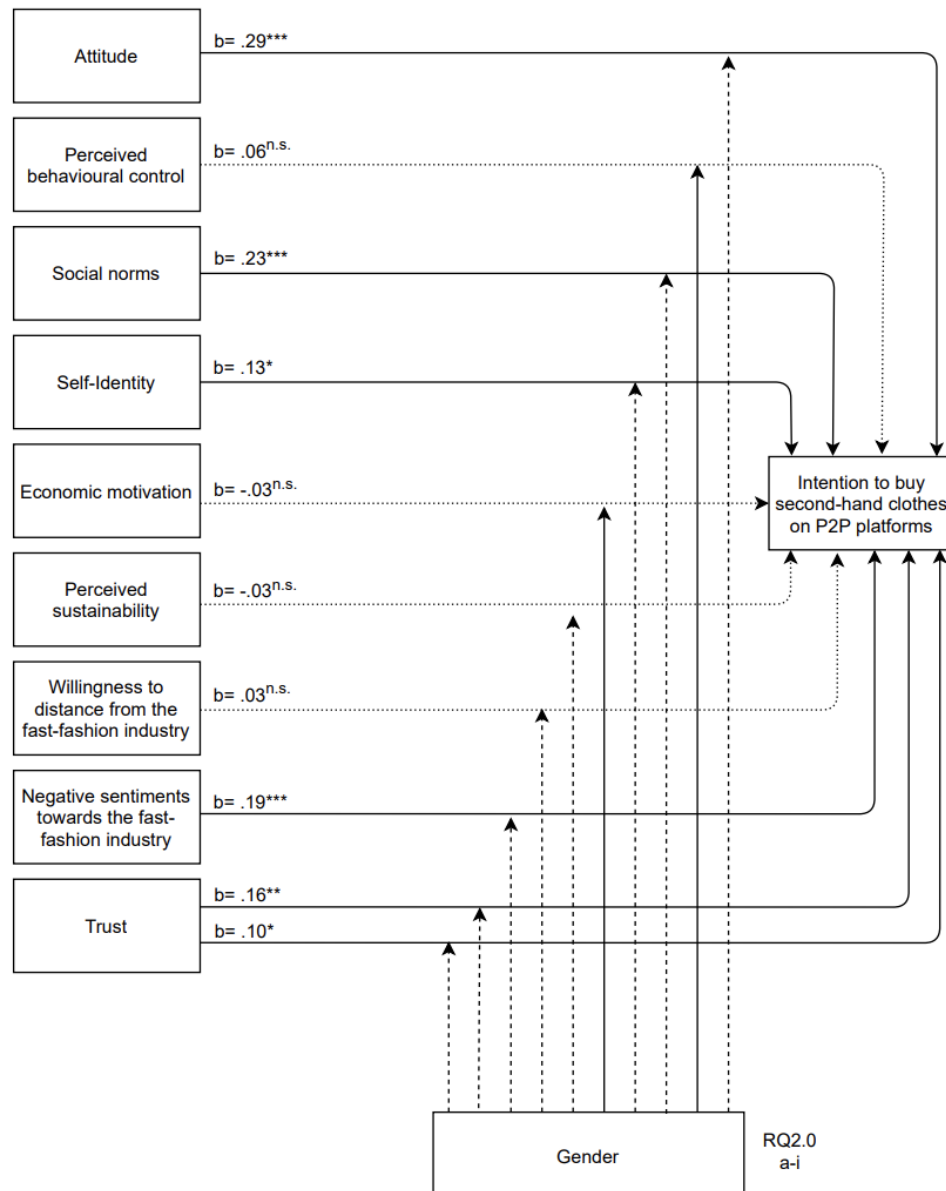 Attitude
b= .29***
Perceived
behavioural control
b= .06n.s.
Social norms
b= .23***
Self-Identity
b= .13*
Economic motivation
b= -.03n.s.
Intention to buy
second-hand clothes
on P2P platforms
Perceived
sustainability
b= -.03n.s.
Willingness to
distance from the
fast-fashion industry
b= .03n.s.
Negative sentiments
towards the fast-
fashion industry
b= .19***
Trust
b= .16**
b= .10*
Gender
RQ2.0
a-i